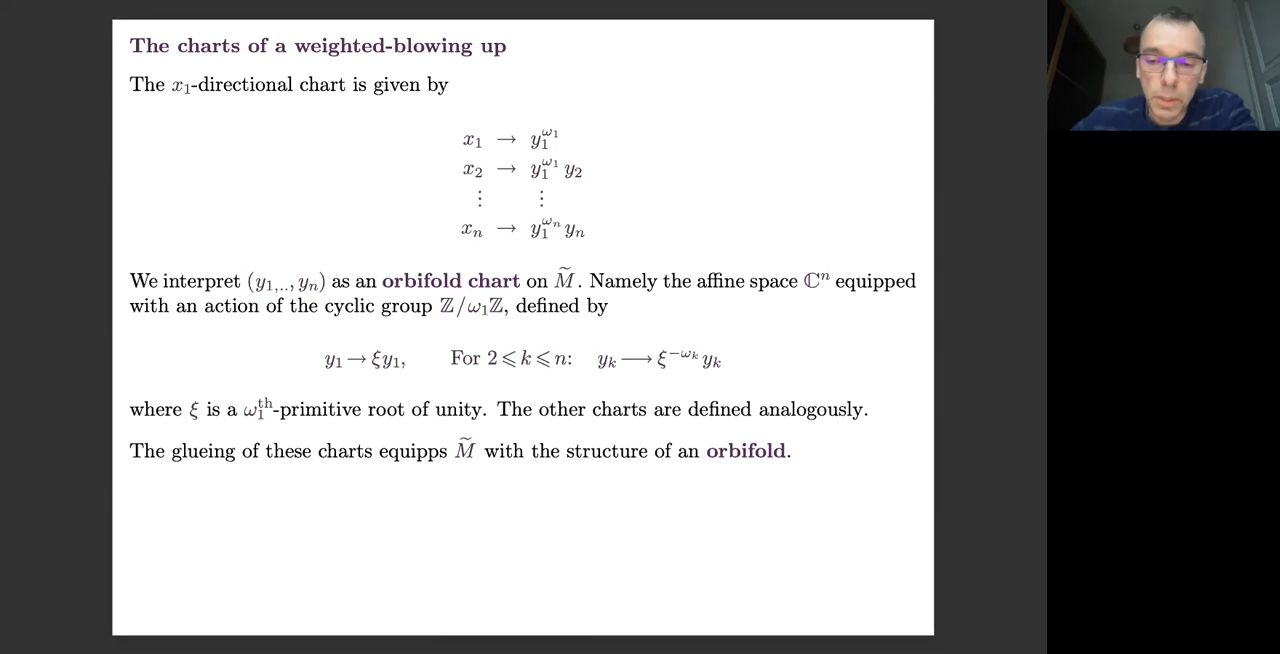 The charts of a weighted-blowing up
The x₁-directional chart is given by
x₁ → y₁^ω₁
x₂ → y₁^ω₁ y₂
⋮ ⋮
xₙ → y₁^ωₙ yₙ
We interpret (y₁,‥, yₙ) as an orbifold chart on M̃. Namely the affine space ℂⁿ equipped
with an action of the cyclic group ℤ/ω₁ℤ, defined by
y₁ → ξy₁, For 2 ⩽ k ⩽ n: yₖ ⟶ ξ^−ωₖ yₖ
where ξ is a ω₁ᵗʰ-primitive root of unity. The other charts are defined analogously.
The glueing of these charts equipps M̃ with the structure of an orbifold.